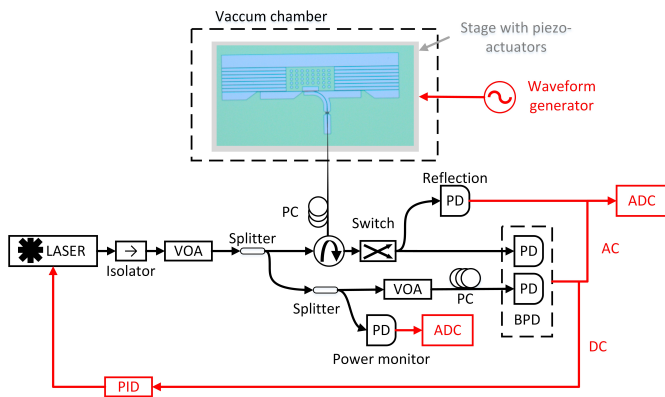 Vaccum chamber
Stage with piezo-
actuators
Waveform
generator
Reflection
PC
PD
ADC
Switch
Splitter
LASER
VOA
PD
AC
Isolator
VOA
PD
Splitter
PC
BPD
PD
ADC
DC
Power monitor
PID